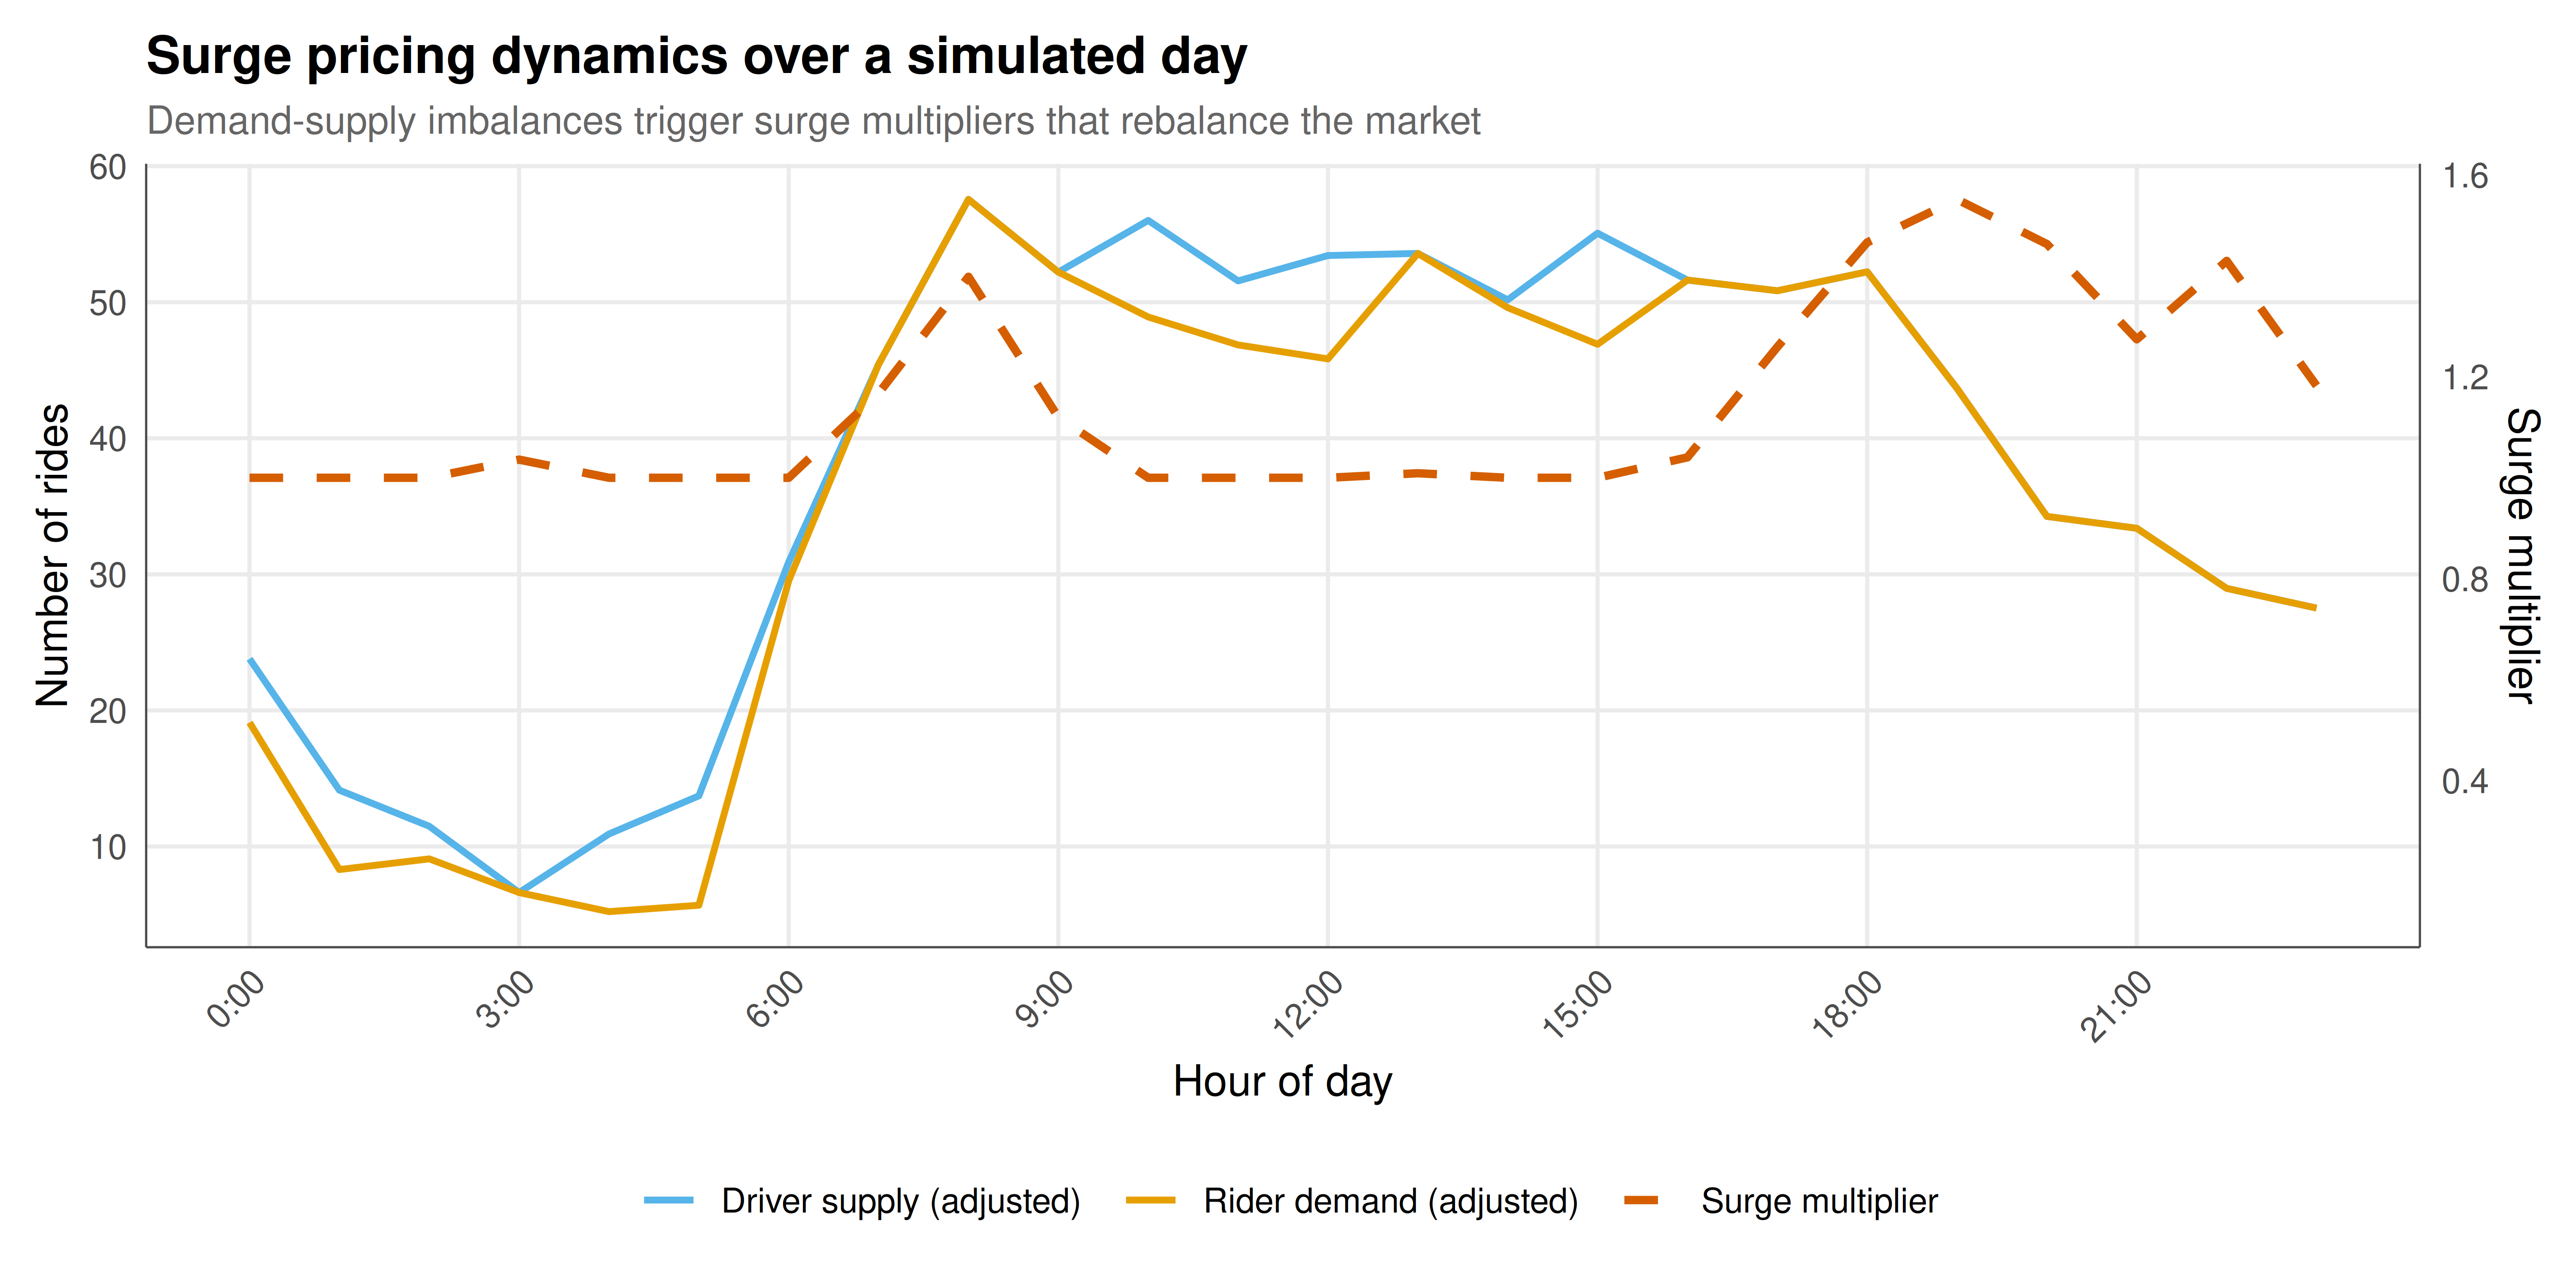 Surge pricing dynamics over a simulated day
Demand-supply imbalances trigger surge multipliers that rebalance the market
60
50
40
30
20
10
Number of rides
1.6
1.2
0.8
0.4
Surge multiplier
0:00
3:00
6:00
9:00
12:00
15:00
18:00
21:00
Hour of day
Driver supply (adjusted)
Rider demand (adjusted)
Surge multiplier